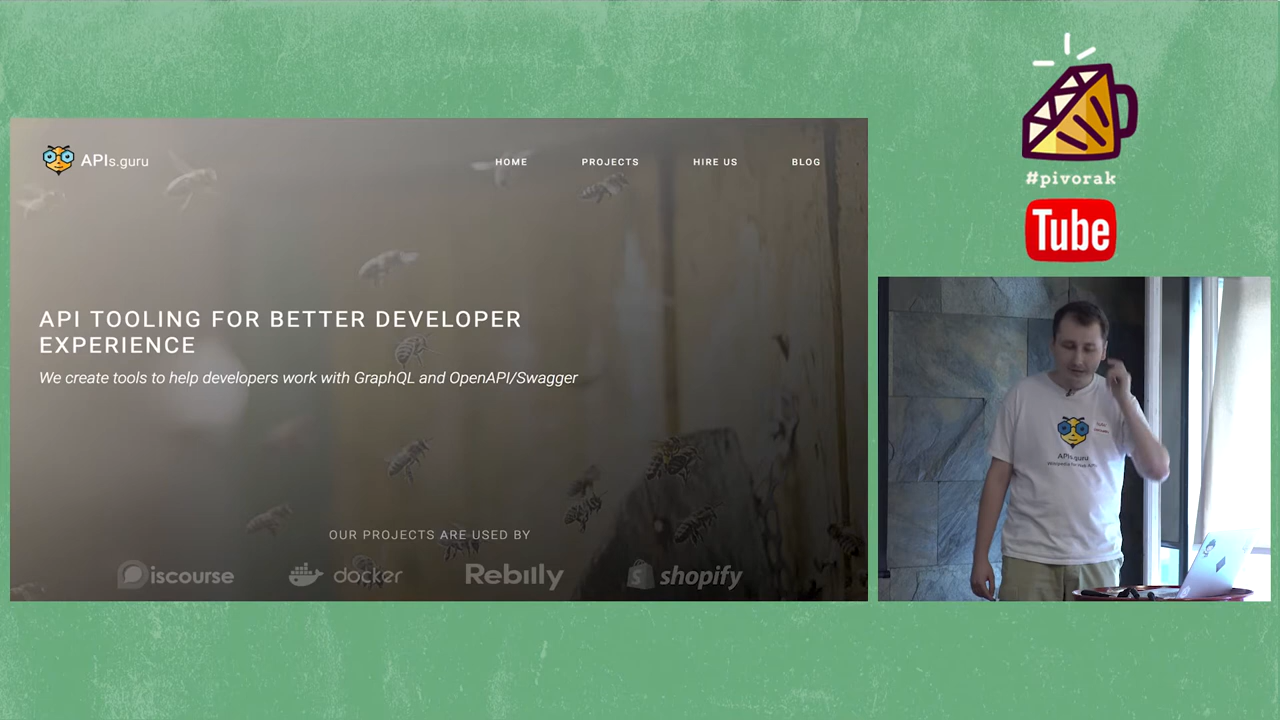 APIs.guru
HOME
PROJECTS
HIRE US
BLOG
API TOOLING FOR BETTER DEVELOPER
EXPERIENCE
We create tools to help developers work with GraphQL and OpenAPI/Swagger
OUR PROJECTS ARE USED BY
iscourse
docker
Rebilly
shopify
#pivorak
Tube
APIs.guru